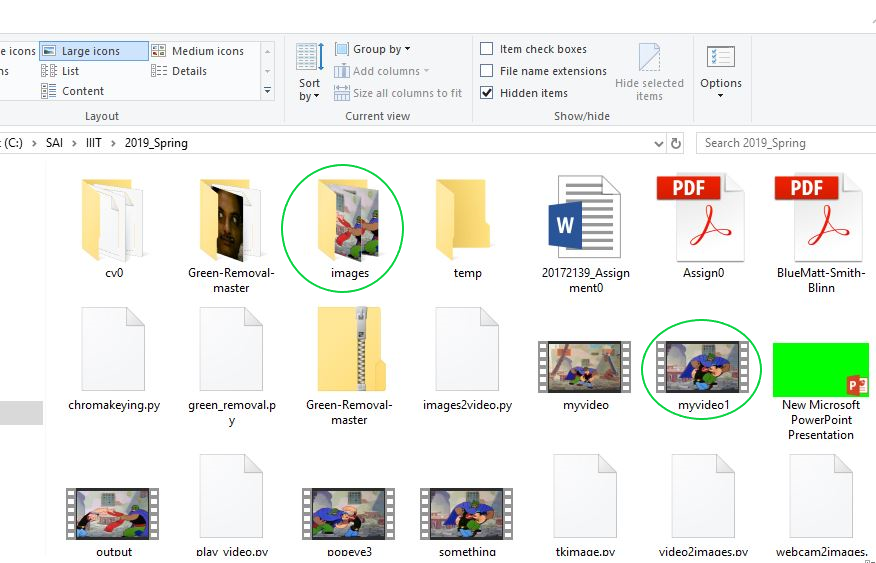 e icons
Large icons
Medium icons
ns
List
Details
Content
Layout
Sort
by
Group by
Add columns
Size all columns to fit
Current view
Item check boxes
File name extensions
Hidden items
Hide selected
items
Show/hide
Options
t (C:) > SAI > IIIT > 2019_Spring
Search 2019_Spring
cv0
Green-Removal-
master
images
temp
W
20172139_Assign
ment0
PDF
Assign0
PDF
BlueMatt-Smith-
Blinn
chromakeying.py
green_removal.p
y
Green-Removal-
master
images2video.py
myvideo
myvideo1
P
New Microsoft
PowerPoint
Presentation
output
play_video.py
popeye3
something
tkimage.py
video2images.py
webcam2images.